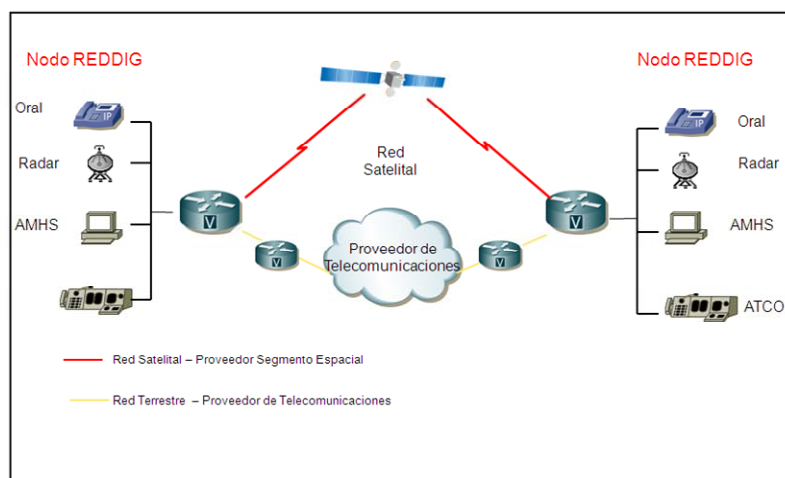 Nodo REDDIG
Nodo REDDIG
Oral
IP
Radar
AMHS
V
V
Red
Satelital
Proveedor de
Telecomunicaciones
V
V
IP
Oral
Radar
AMHS
ATCO
Red Satelital – Proveedor Segmento Espacial
Red Terrestre – Proveedor de Telecomunicaciones